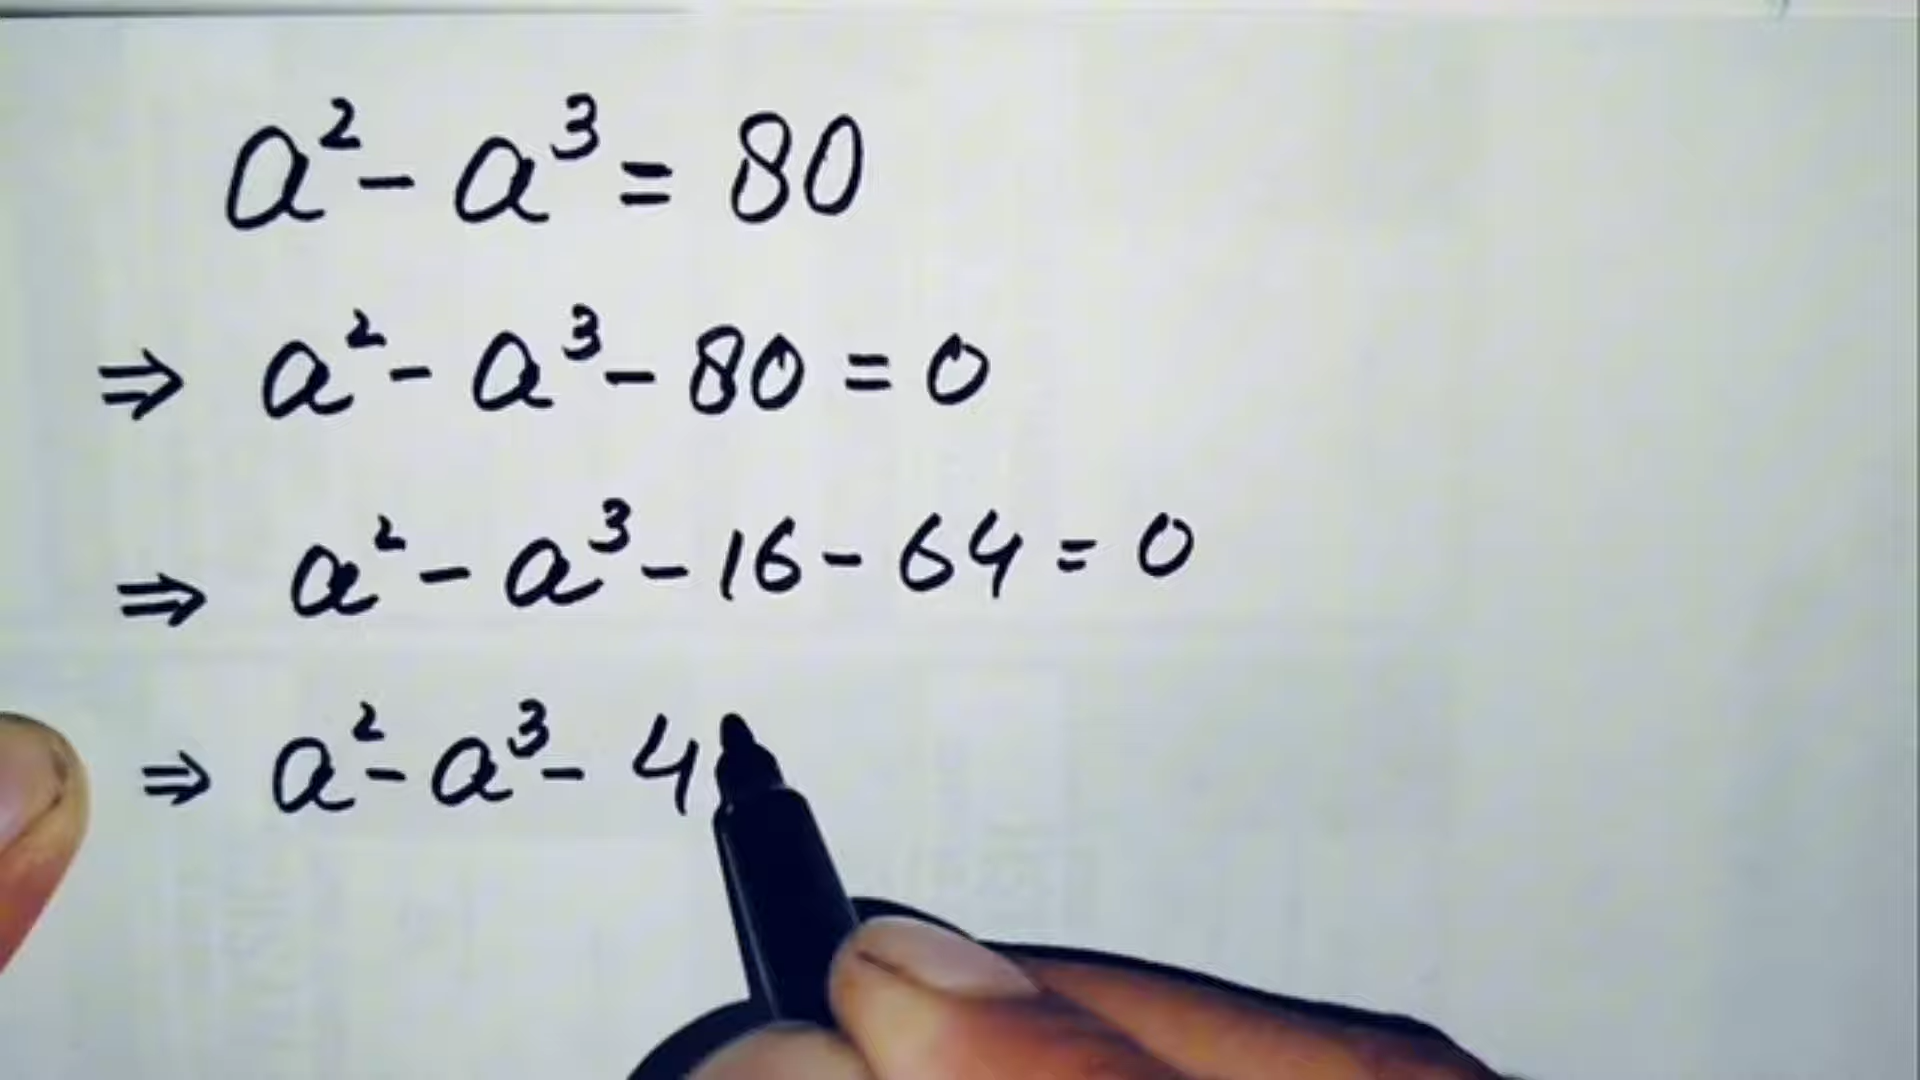 a² - a³ = 80
⇒ a² - a³ - 80 = 0
⇒ a² - a³ - 16 - 64 = 0
⇒ a² - a³ - 4